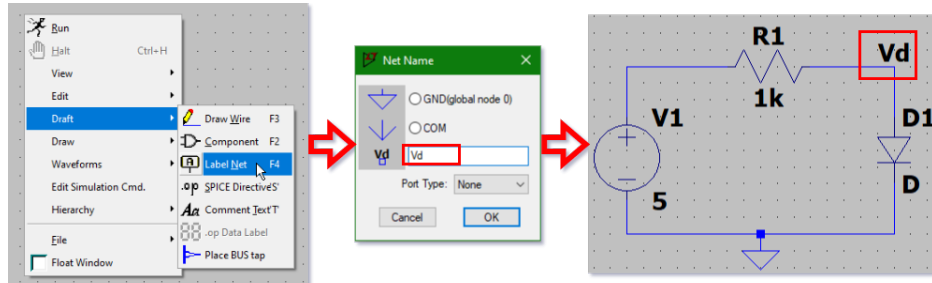 Run
Halt Ctrl+H
View
Edit
Draft
Draw
Waveforms
Edit Simulation Cmd.
Hierarchy
File
Float Window
Draw Wire F3
Component F2
Label Net F4
.op SPICE Directive'S'
Aa Comment Text'T'
.op Data Label
Place BUS tap
Net Name
GND(global node 0)
COM
Vd Vd
Port Type: None
Cancel OK
R1
Vd
1k
V1
D1
D
5